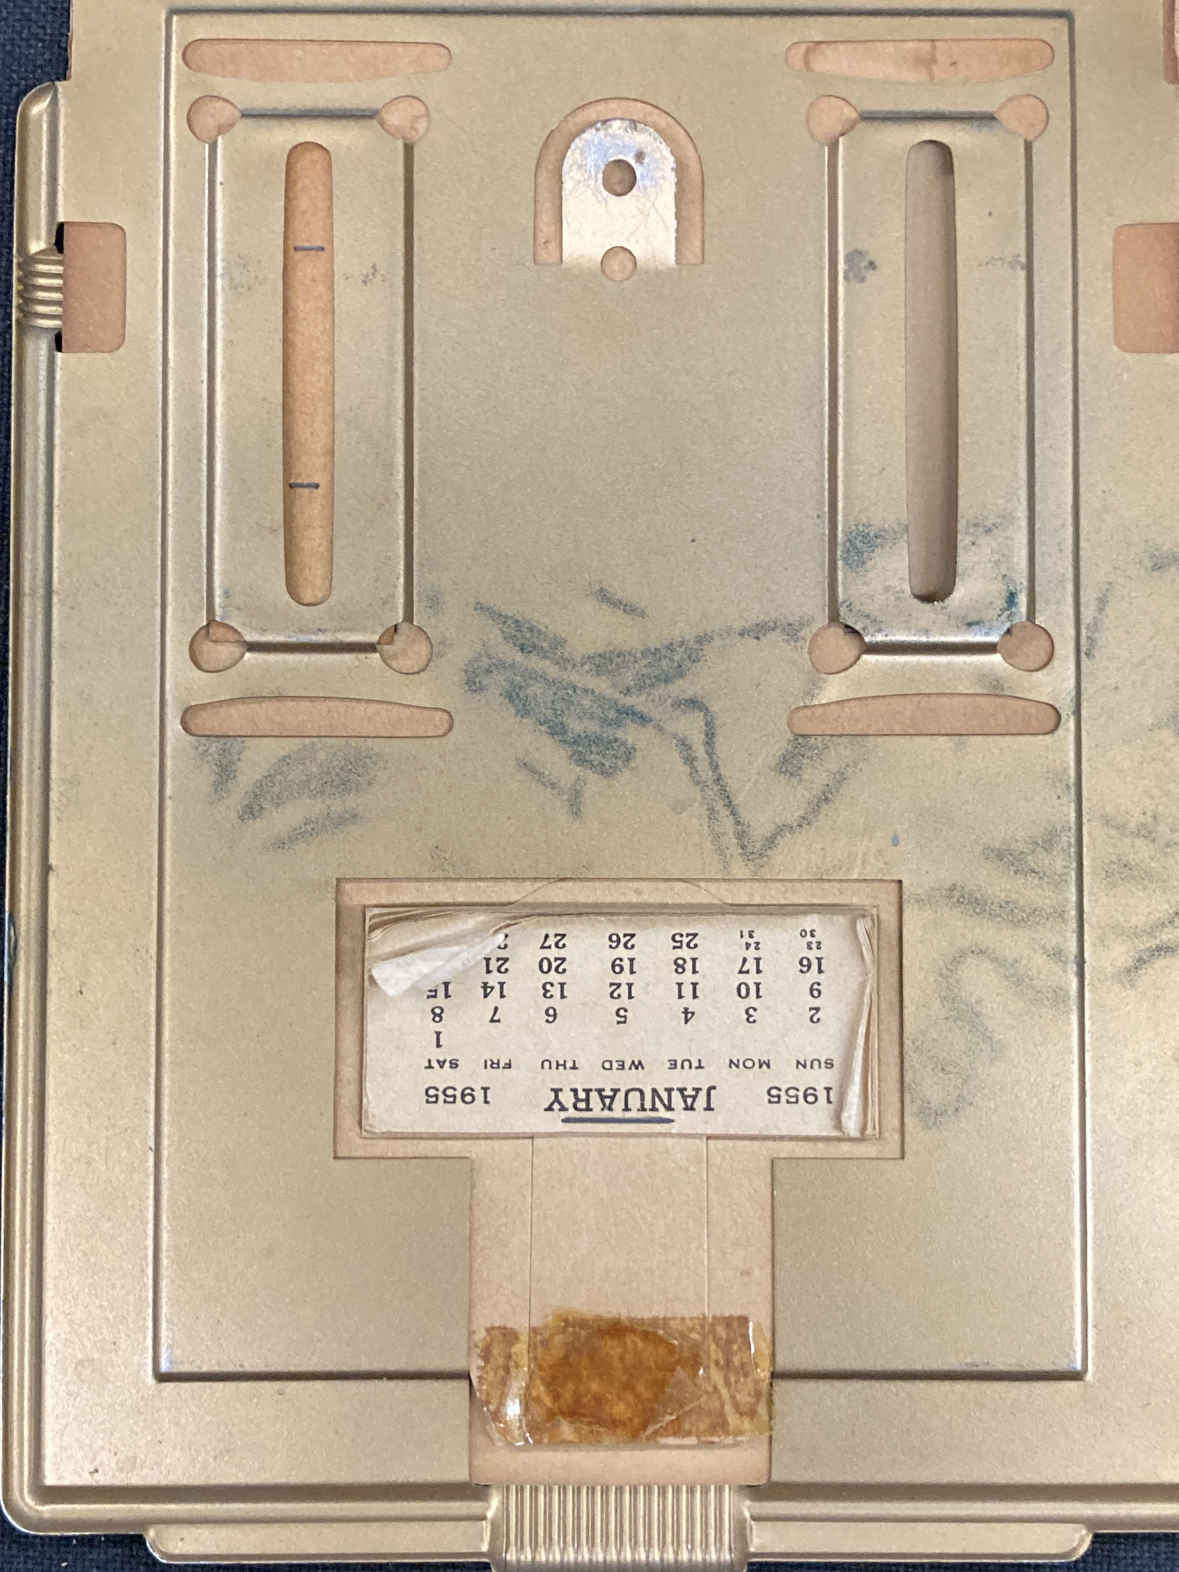 1955 JANUARY 1955
SUN MON TUE WED THU FRI SAT
1
2 3 4 5 6 7 8
9 10 11 12 13 14 15
16 17 18 19 20 21
23 24 25 26 27
30 31